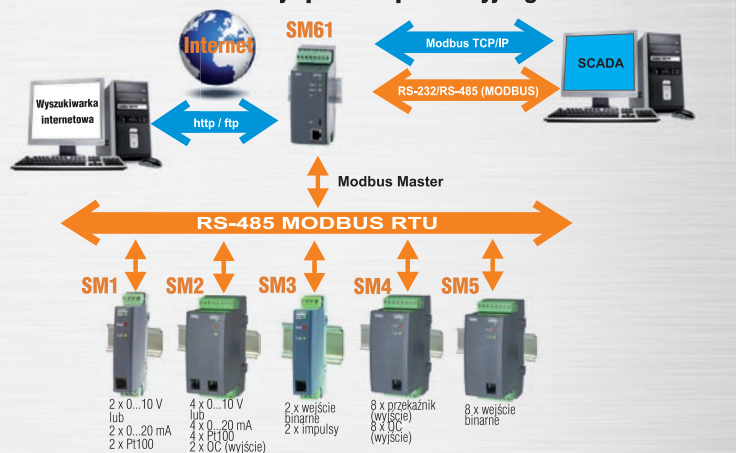 SM61
Internet
Modbus TCP/IP
SCADA
RS-232/RS-485 (MODBUS)
Wyszukiwarka
internetowa
http / ftp
Modbus Master
RS-485 MODBUS RTU
SM1
SM2
SM3
SM4
SM5
2 x 0...10 V
lub
2 x 0...20 mA
2 x Pt100
4 x 0...10 V
lub
4 x 0...20 mA
4 x Pt100
2 x OC (wyjście)
2 x wejście
binarne
2 x impulsy
8 x przekaźnik
(wyjście)
8 x OC
(wyjście)
8 x wejście
binarne